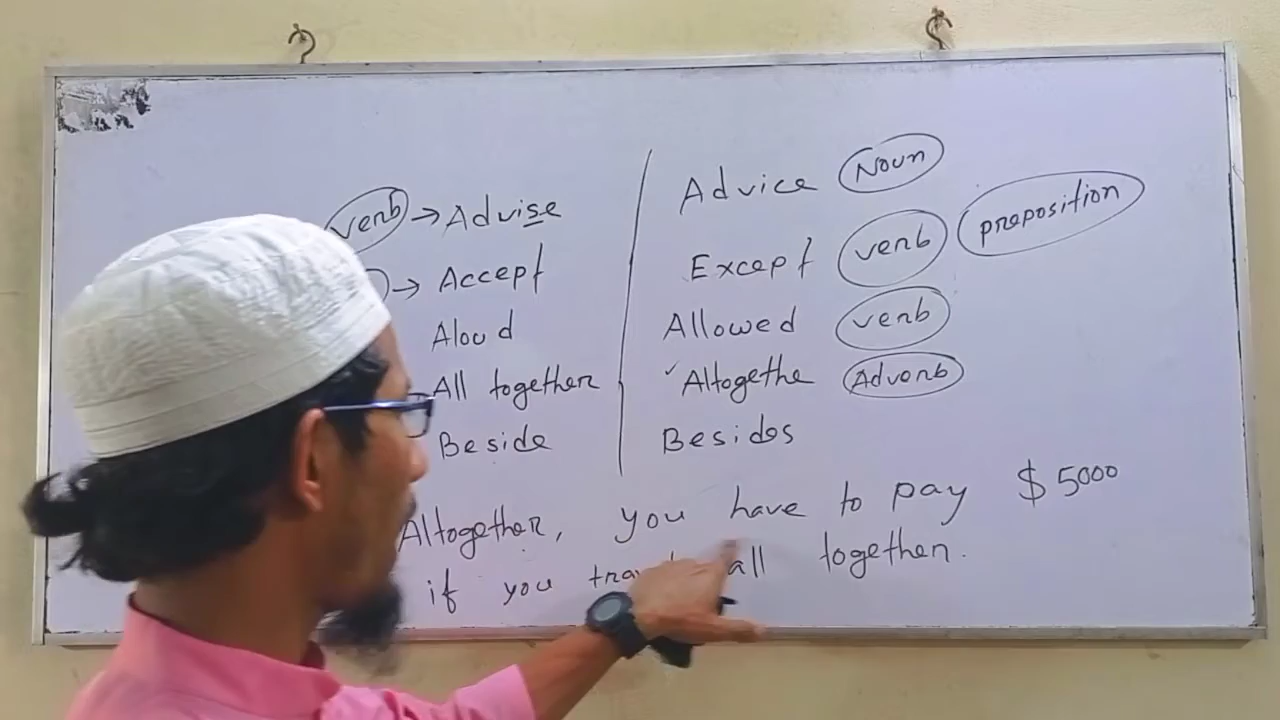 verb → Advise Advice Noun
→ Accept Except verb preposition
Aloud Allowed verb
All together ✓Altogethe Adverb
Beside Besides
Altogether, you have to pay $5000
if you all together.